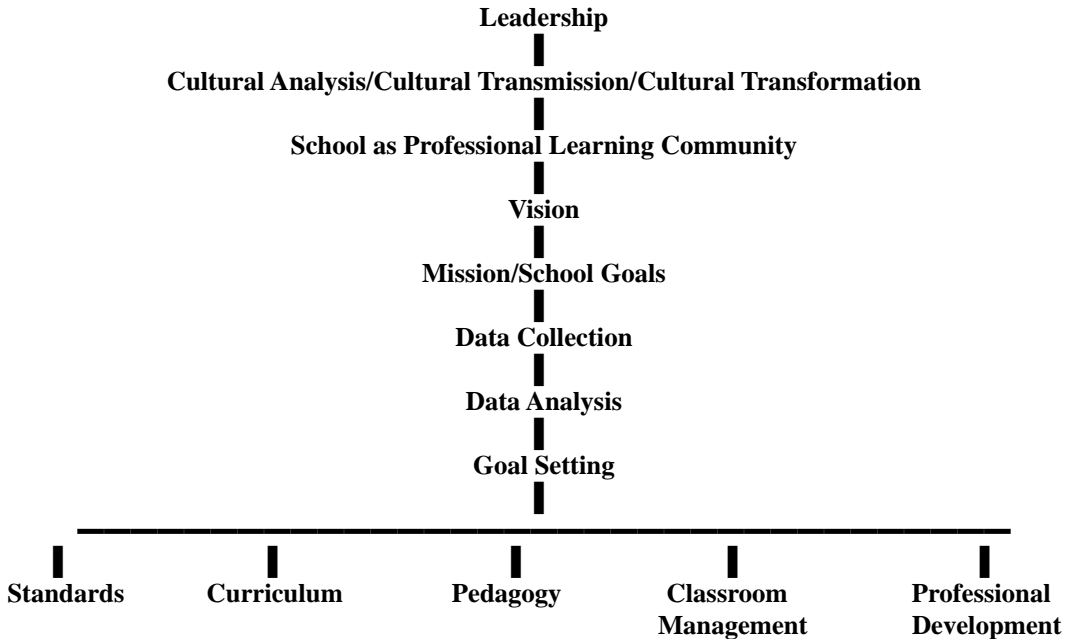 Leadership
Cultural Analysis/Cultural Transmission/Cultural Transformation
School as Professional Learning Community
Vision
Mission/School Goals
Data Collection
Data Analysis
Goal Setting
Standards
Curriculum
Pedagogy
Classroom
Management
Professional
Development